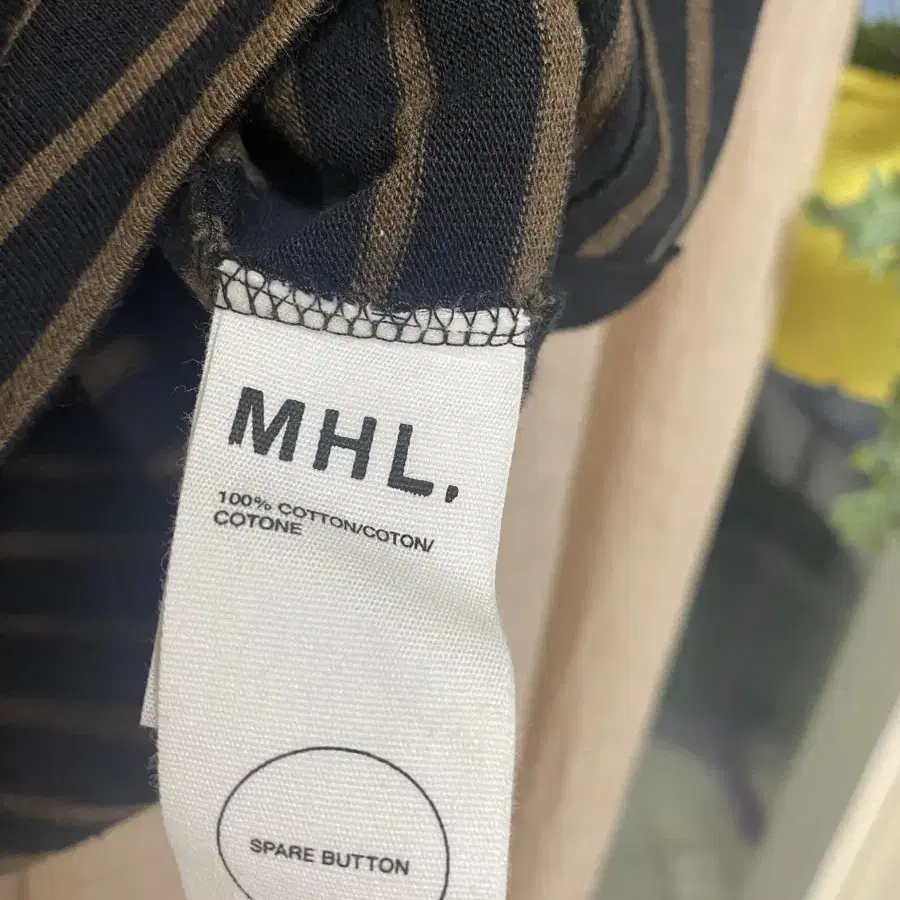 MHL.
100% COTTON/COTON/
COTONE
SPARE BUTTON